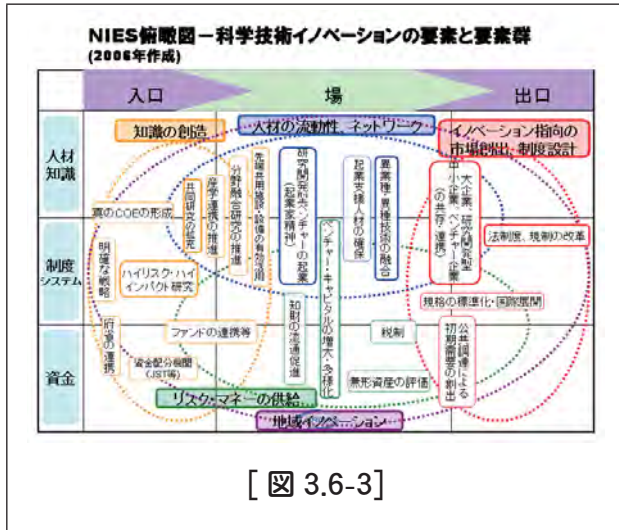 NIES俯瞰図－科学技術イノベーションの要素と要素群
(2006年作成)
入口
場
出口
人材
知識
制度
システム
資金
知識の創造
人材の流動性、ネットワーク
イノベーション指向の
市場創出・制度設計
真のCOEの形成
共同研究の拡充
産学連携の推進
分野融合研究の推進
先端共用施設・設備の有効活用
研究開発型ベンチャーの起業
(起業家精神)
起業支援人材の確保
異業種・異種技術の融合
大企業、研究開発型
中小企業、ベンチャー企業
の共存・連携)
法制度、規制の改革
明確な戦略
ハイリスク・ハイ
インパクト研究
ベンチャー・キャピタルの増大・多様化
規格の標準化・国際展開
府省の連携
ファンドの連携等
知財の流通促進
税制
資金配分機関
(JST等)
無形資産の評価
公共調達による
初期需要の創出
リスク・マネーの供給
地域イノベーション
[ 図 3.6-3]